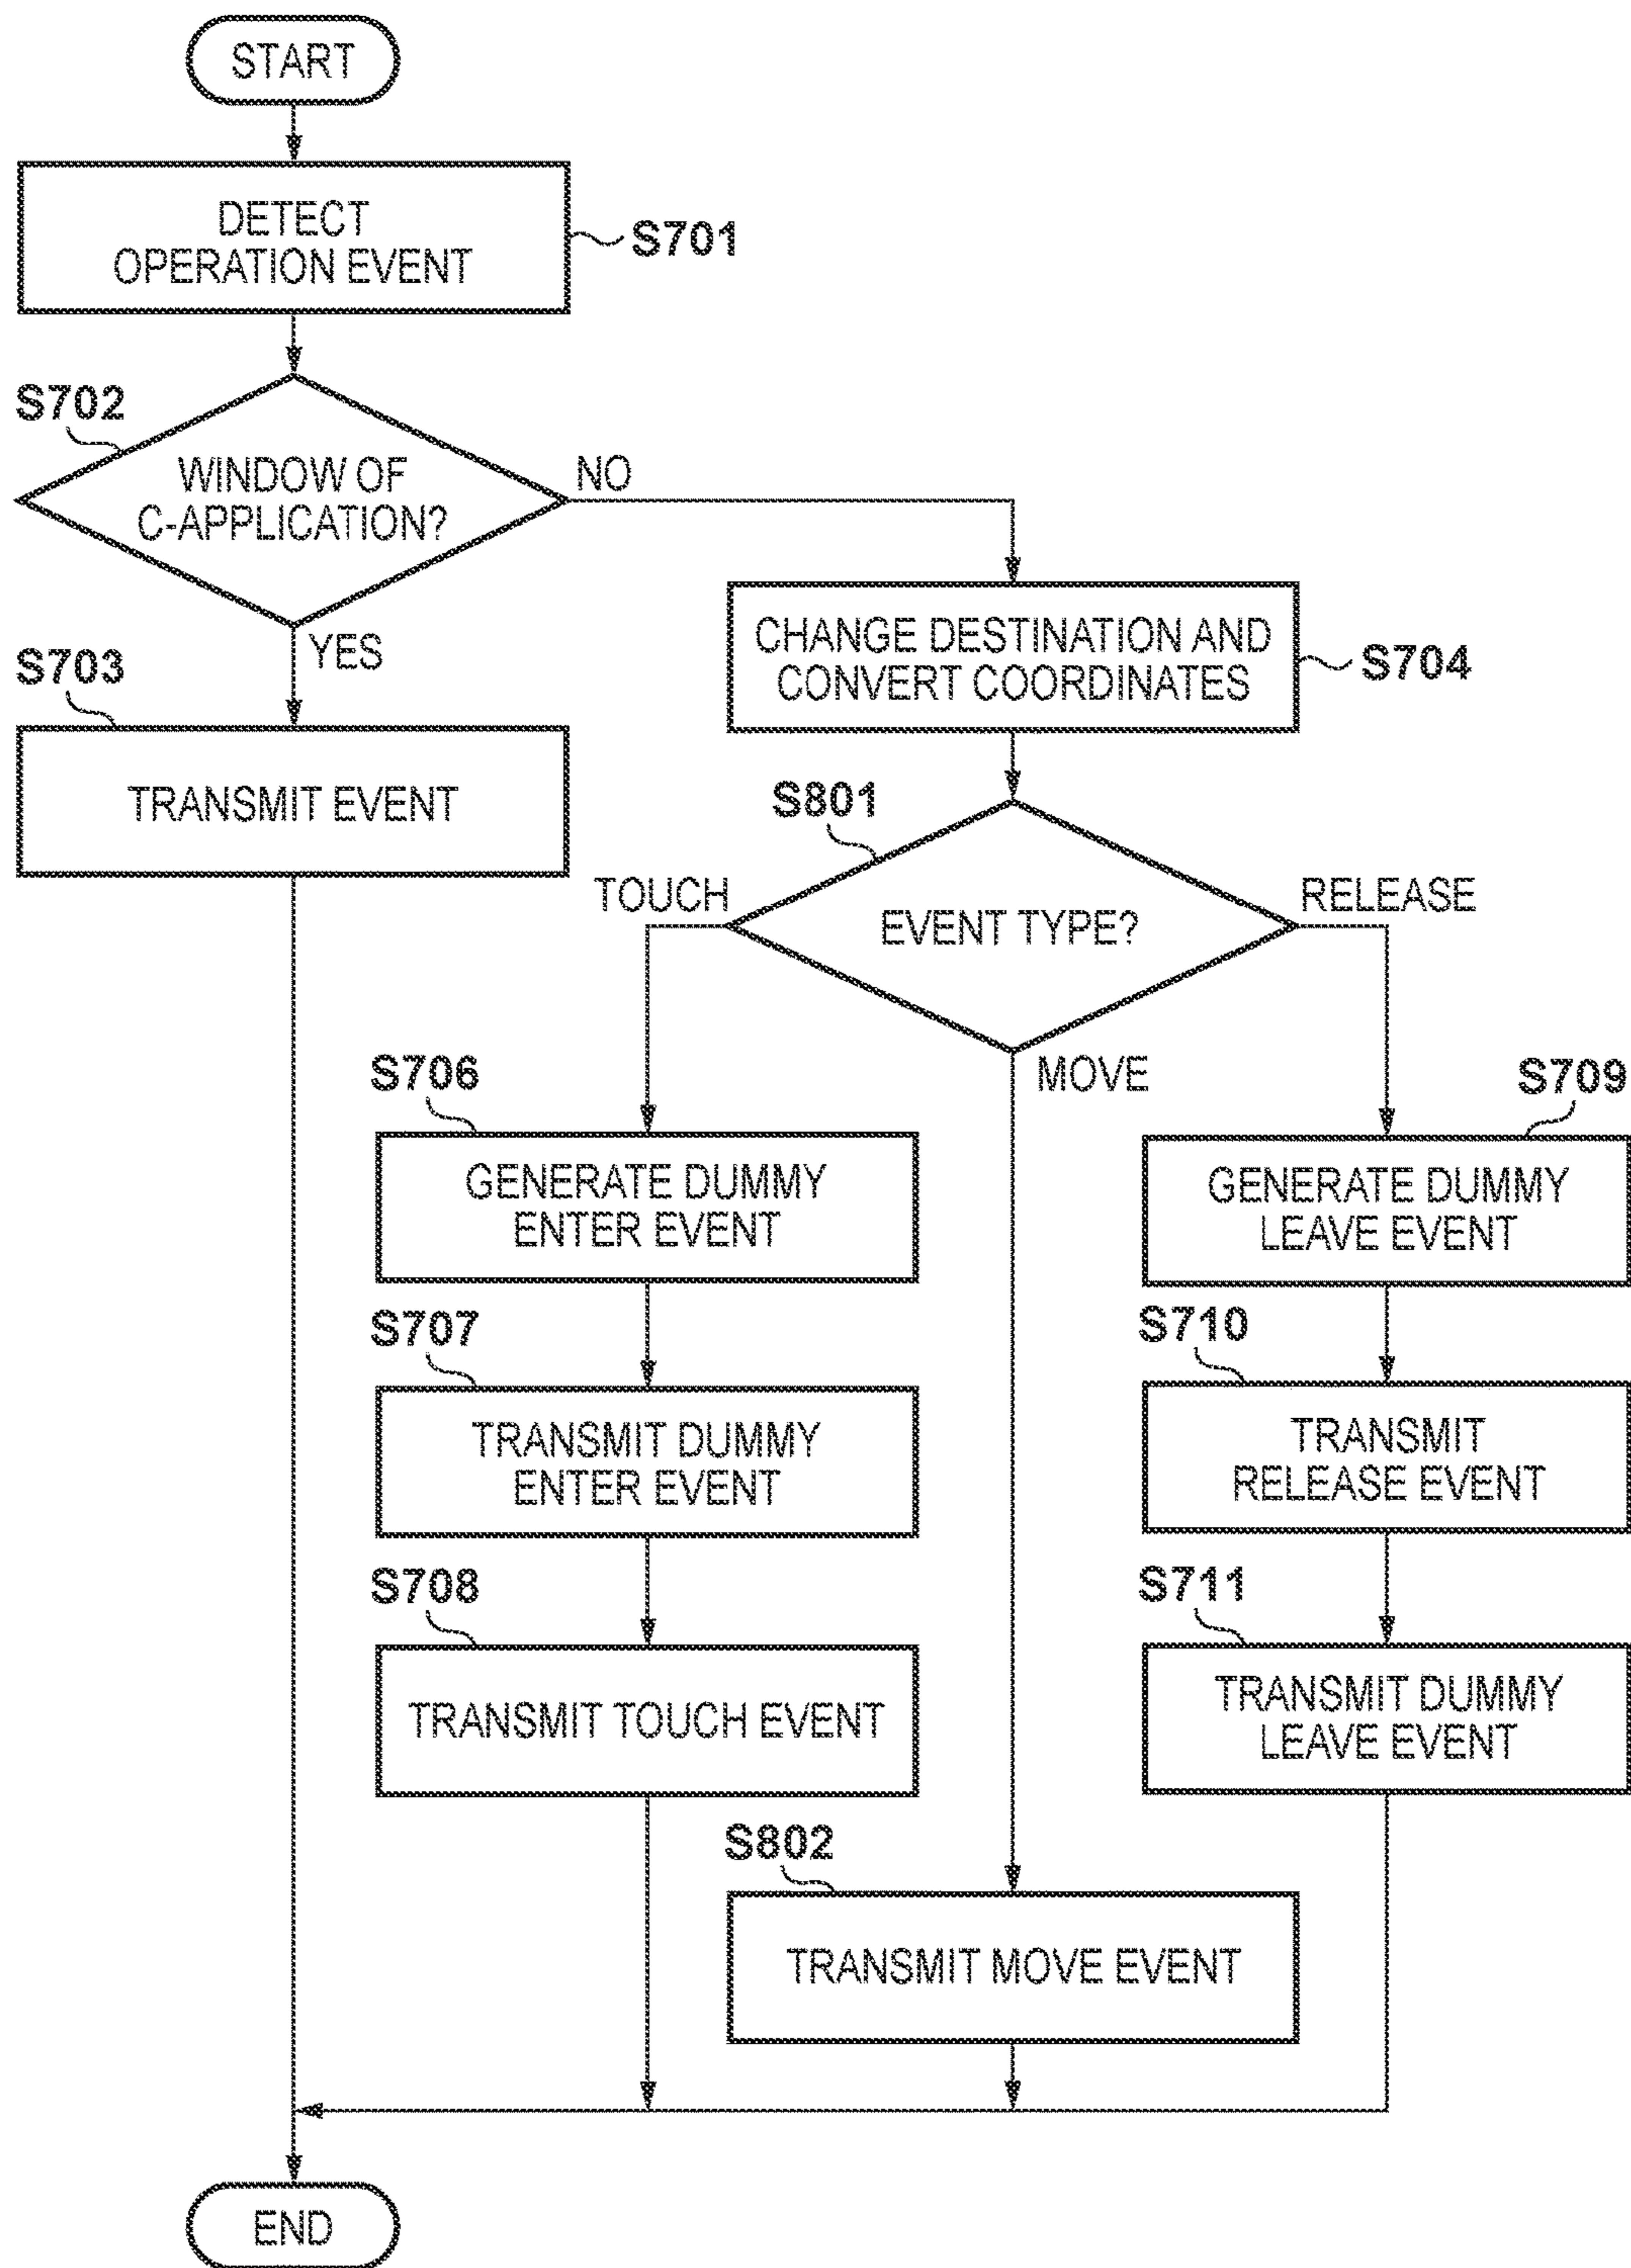 START
DETECT
OPERATION EVENT
S701
S702
WINDOW OF
C-APPLICATION?
NO
YES
S703
TRANSMIT EVENT
CHANGE DESTINATION AND
CONVERT COORDINATES
S704
S801
TOUCH
EVENT TYPE?
RELEASE
MOVE
S706
GENERATE DUMMY
ENTER EVENT
S709
GENERATE DUMMY
LEAVE EVENT
S707
TRANSMIT DUMMY
ENTER EVENT
S710
TRANSMIT
RELEASE EVENT
S708
TRANSMIT TOUCH EVENT
S711
TRANSMIT DUMMY
LEAVE EVENT
S802
TRANSMIT MOVE EVENT
END